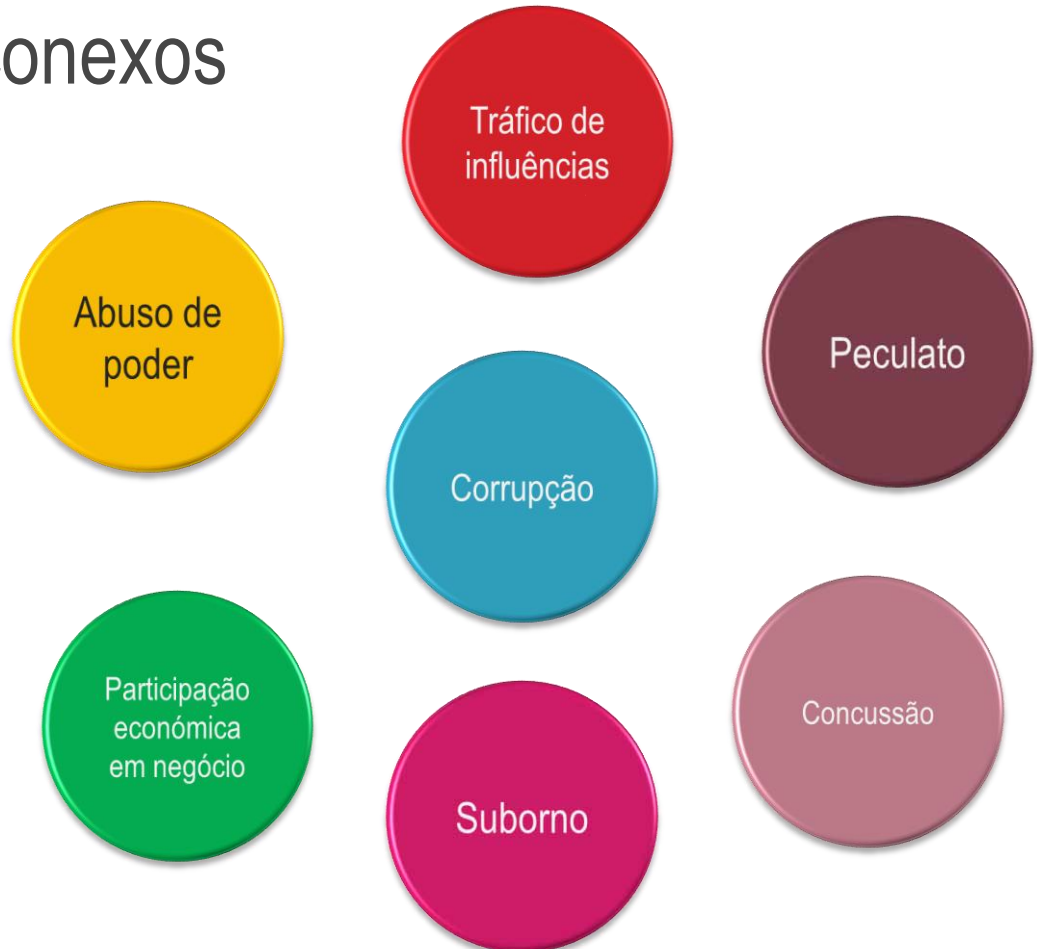 onexos
Tráfico de
influências
Abuso de
poder
Peculato
Corrupção
Participação
económica
em negócio
Concussão
Suborno